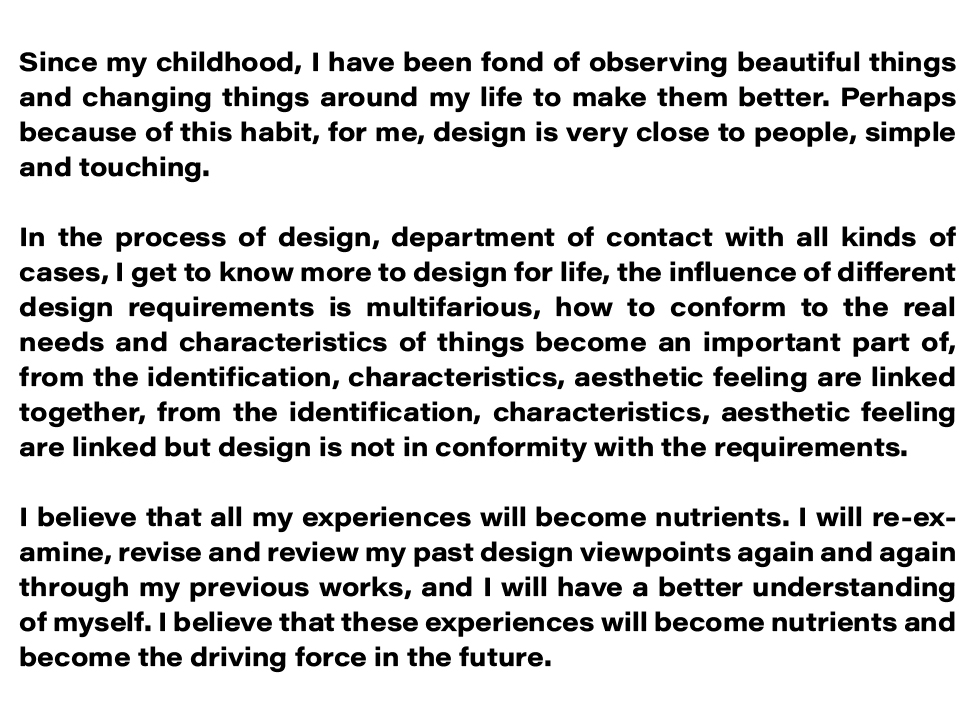 Since my childhood, I have been fond of observing beautiful things
and changing things around my life to make them better. Perhaps
because of this habit, for me, design is very close to people, simple
and touching.
In the process of design, department of contact with all kinds of
cases, I get to know more to design for life, the influence of different
design requirements is multifarious, how to conform to the real
needs and characteristics of things become an important part of,
from the identification, characteristics, aesthetic feeling are linked
together, from the identification, characteristics, aesthetic feeling
are linked but design is not in conformity with the requirements.
I believe that all my experiences will become nutrients. I will re-ex-
amine, revise and review my past design viewpoints again and again
through my previous works, and I will have a better understanding
of myself. I believe that these experiences will become nutrients and
become the driving force in the future.